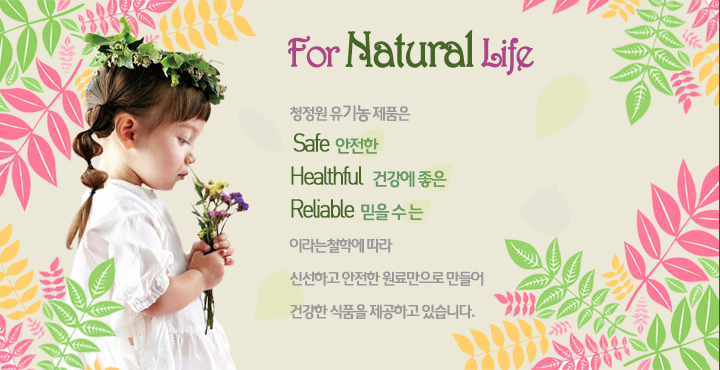 For Natural Life
청정원 유기농 제품은
Safe 안전한
Healthful 건강에 좋은
Reliable 믿을 수 는
이라는철학에 따라
신선하고 안전한 원료만으로 만들어
건강한 식품을 제공하고 있습니다.